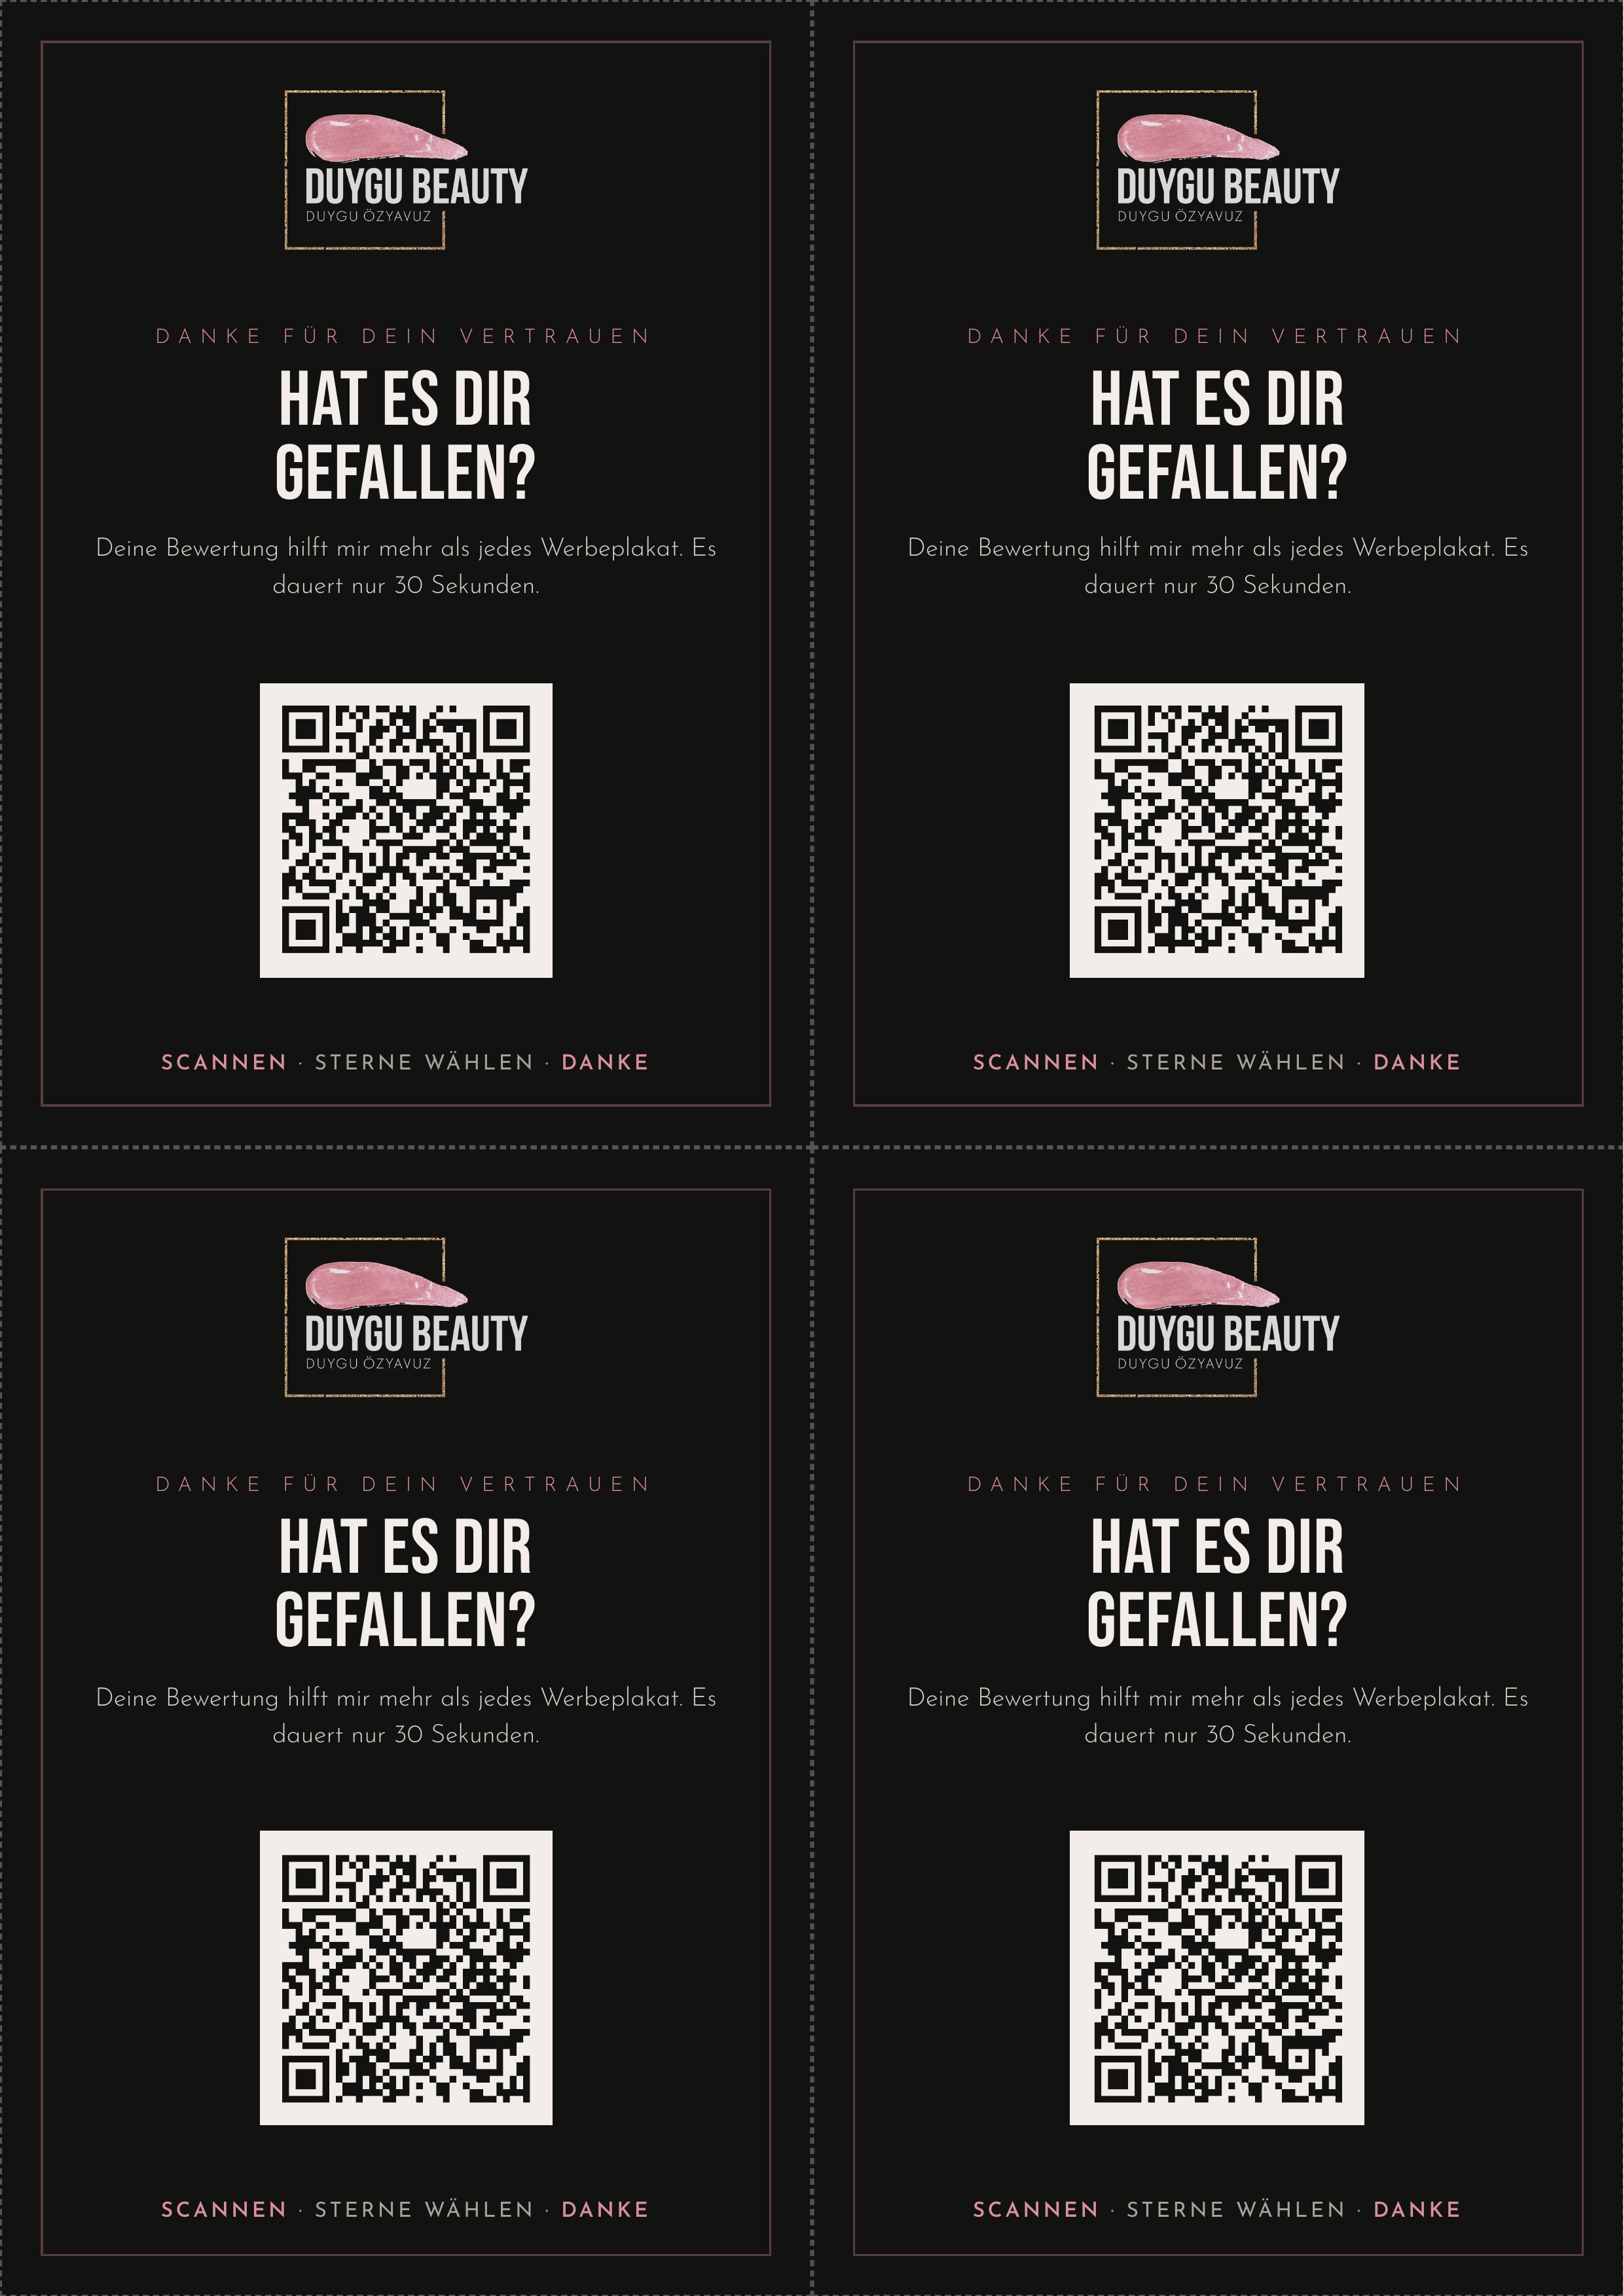 DUYGU BEAUTY
DUYGU ÖZYAVUZ
DANKE FÜR DEIN VERTRAUEN
HAT ES DIR
GEFALLEN?
Deine Bewertung hilft mir mehr als jedes Werbeplakat. Es
dauert nur 30 Sekunden.
SCANNEN · STERNE WÄHLEN · DANKE
DUYGU BEAUTY
DUYGU ÖZYAVUZ
DANKE FÜR DEIN VERTRAUEN
HAT ES DIR
GEFALLEN?
Deine Bewertung hilft mir mehr als jedes Werbeplakat. Es
dauert nur 30 Sekunden.
SCANNEN · STERNE WÄHLEN · DANKE
DUYGU BEAUTY
DUYGU ÖZYAVUZ
DANKE FÜR DEIN VERTRAUEN
HAT ES DIR
GEFALLEN?
Deine Bewertung hilft mir mehr als jedes Werbeplakat. Es
dauert nur 30 Sekunden.
SCANNEN · STERNE WÄHLEN · DANKE
DUYGU BEAUTY
DUYGU ÖZYAVUZ
DANKE FÜR DEIN VERTRAUEN
HAT ES DIR
GEFALLEN?
Deine Bewertung hilft mir mehr als jedes Werbeplakat. Es
dauert nur 30 Sekunden.
SCANNEN · STERNE WÄHLEN · DANKE